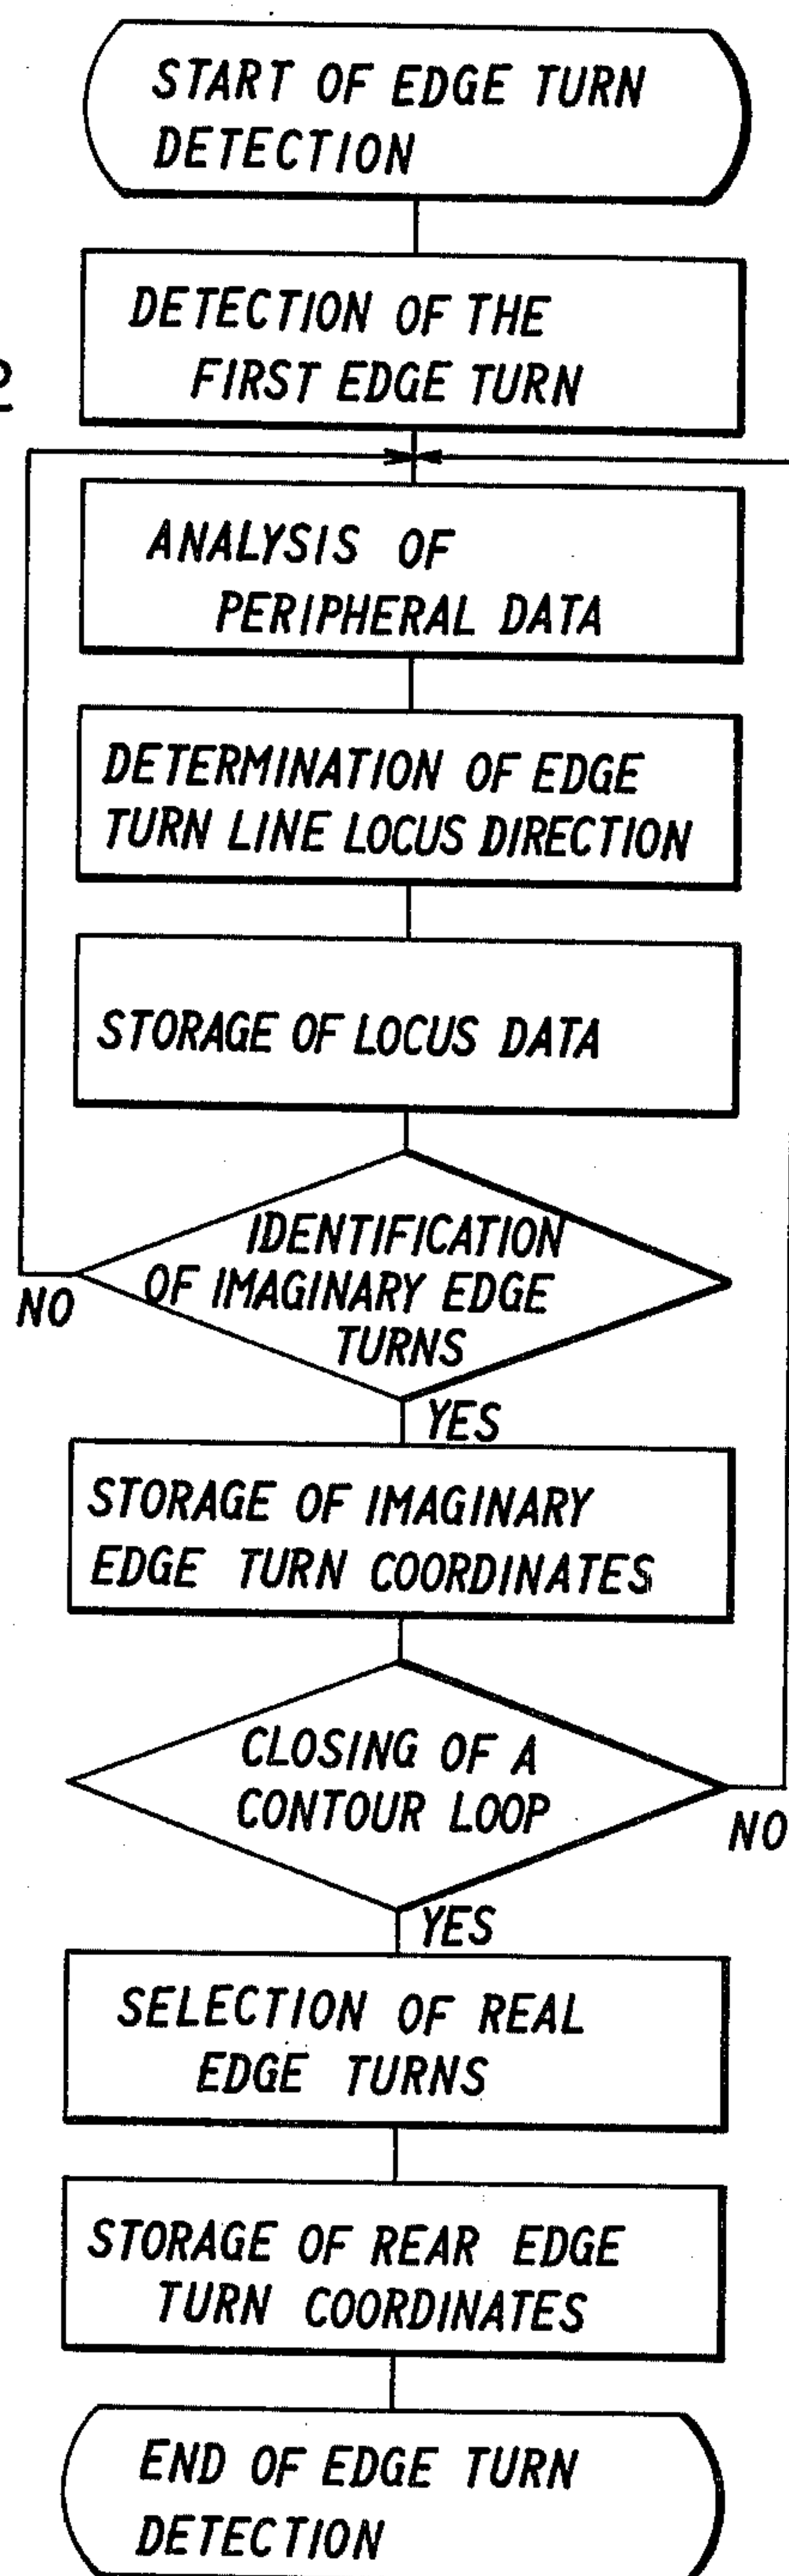 START OF EDGE TURN
DETECTION
DETECTION OF THE
FIRST EDGE TURN
2
ANALYSIS OF
PERIPHERAL DATA
DETERMINATION OF EDGE
TURN LINE LOCUS DIRECTION
STORAGE OF LOCUS DATA
IDENTIFICATION
OF IMAGINARY EDGE
TURNS
NO
YES
STORAGE OF IMAGINARY
EDGE TURN COORDINATES
CLOSING OF A
CONTOUR LOOP
NO
YES
SELECTION OF REAL
EDGE TURNS
STORAGE OF REAR EDGE
TURN COORDINATES
END OF EDGE TURN
DETECTION